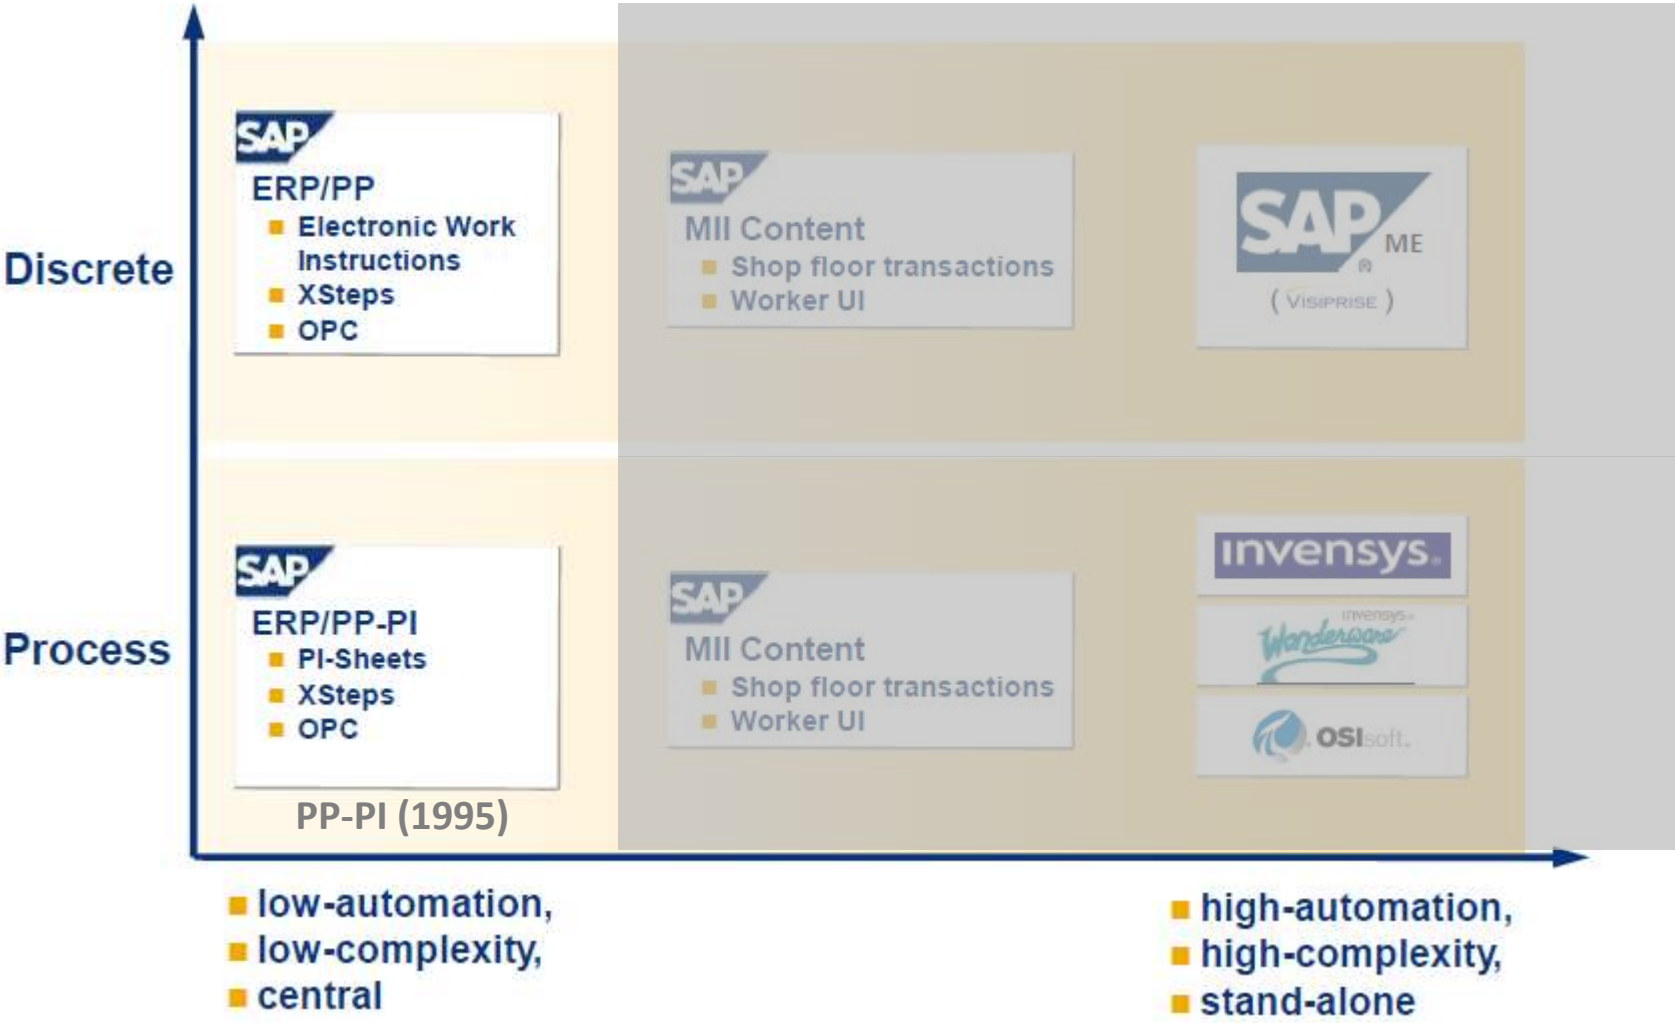 SAP
ERP/PP
Electronic Work
Instructions
XSteps
OPC
SAP
MII Content
Shop floor transactions
Worker UI
SAP
®
ME
(VISIPRISE)
Discrete
SAP
ERP/PP-PI
PI-Sheets
XSteps
OPC
PP-PI (1995)
SAP
MII Content
Shop floor transactions
Worker UI
invensys®
invensys
Wonderware
OSIsoft.
Process
low-automation,
low-complexity,
central
high-automation,
high-complexity,
stand-alone